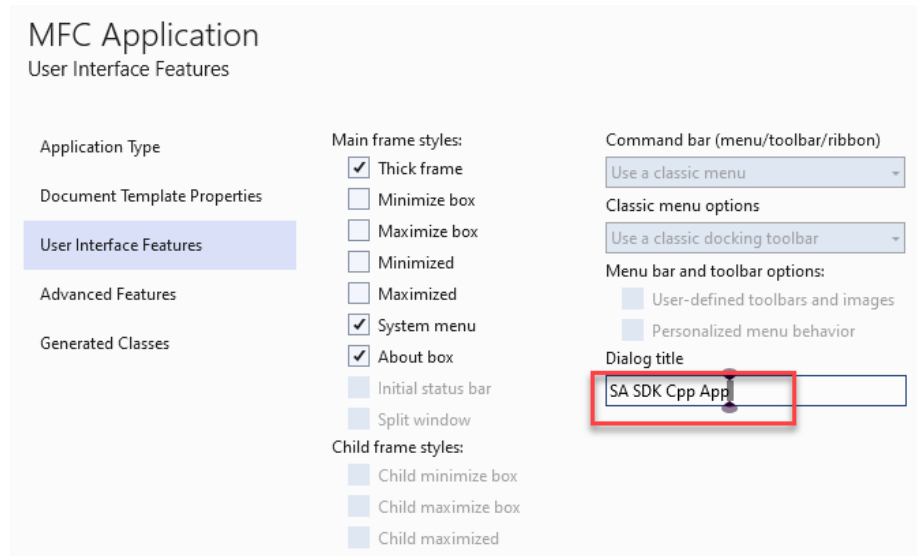 MFC Application
User Interface Features
Application Type
Document Template Properties
User Interface Features
Advanced Features
Generated Classes
Main frame styles:
Thick frame
Minimize box
Maximize box
Minimized
Maximized
System menu
About box
Initial status bar
Split window
Child frame styles:
Child minimize box
Child maximize box
Child maximized
Command bar (menu/toolbar/ribbon)
Use a classic menu
Classic menu options
Use a classic docking toolbar
Menu bar and toolbar options:
User-defined toolbars and images
Personalized menu behavior
Dialog title
SA SDK Cpp App